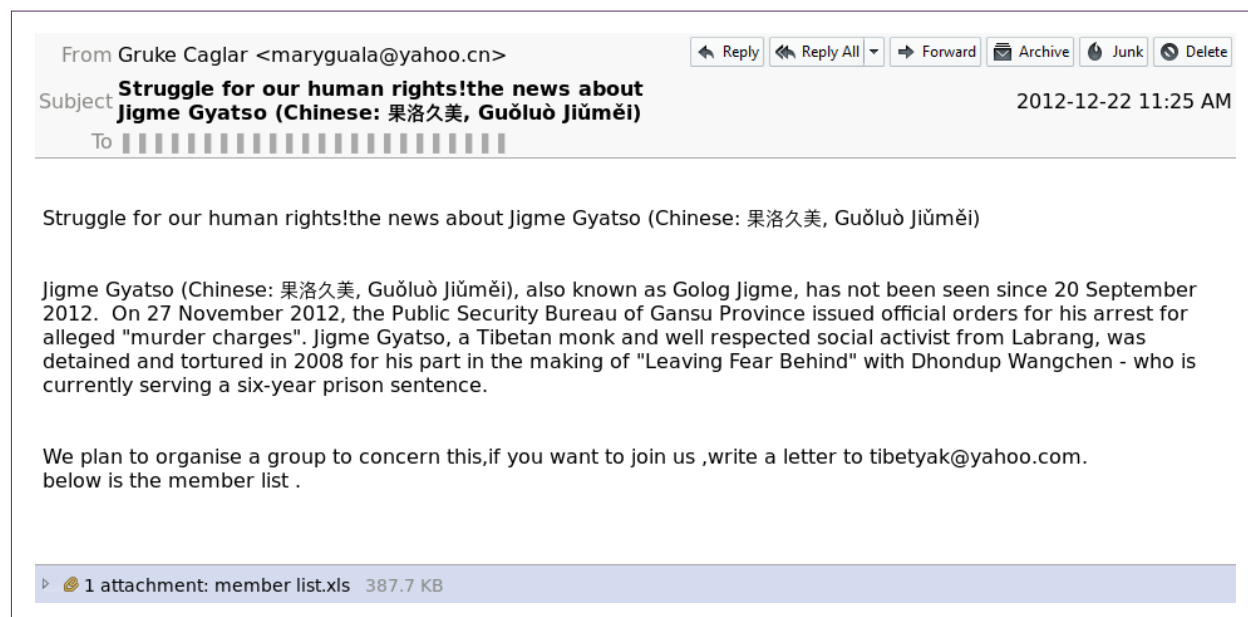 From Gruke Caglar <maryguala@yahoo.cn>
Reply Reply All Forward Archive Junk Delete
Subject Struggle for our human rights!the news about
Jigme Gyatso (Chinese: 果洛久美, Guǒluò Jiǔměi)
2012-12-22 11:25 AM
To
Struggle for our human rights!the news about Jigme Gyatso (Chinese: 果洛久美, Guǒluò Jiǔměi)
Jigme Gyatso (Chinese: 果洛久美, Guǒluò Jiǔměi), also known as Golog Jigme, has not been seen since 20 September
2012.  On 27 November 2012, the Public Security Bureau of Gansu Province issued official orders for his arrest for
alleged "murder charges". Jigme Gyatso, a Tibetan monk and well respected social activist from Labrang, was
detained and tortured in 2008 for his part in the making of "Leaving Fear Behind" with Dhondup Wangchen - who is
currently serving a six-year prison sentence.
We plan to organise a group to concern this,if you want to join us ,write a letter to tibetyak@yahoo.com.
below is the member list .
1 attachment: member list.xls 387.7 KB